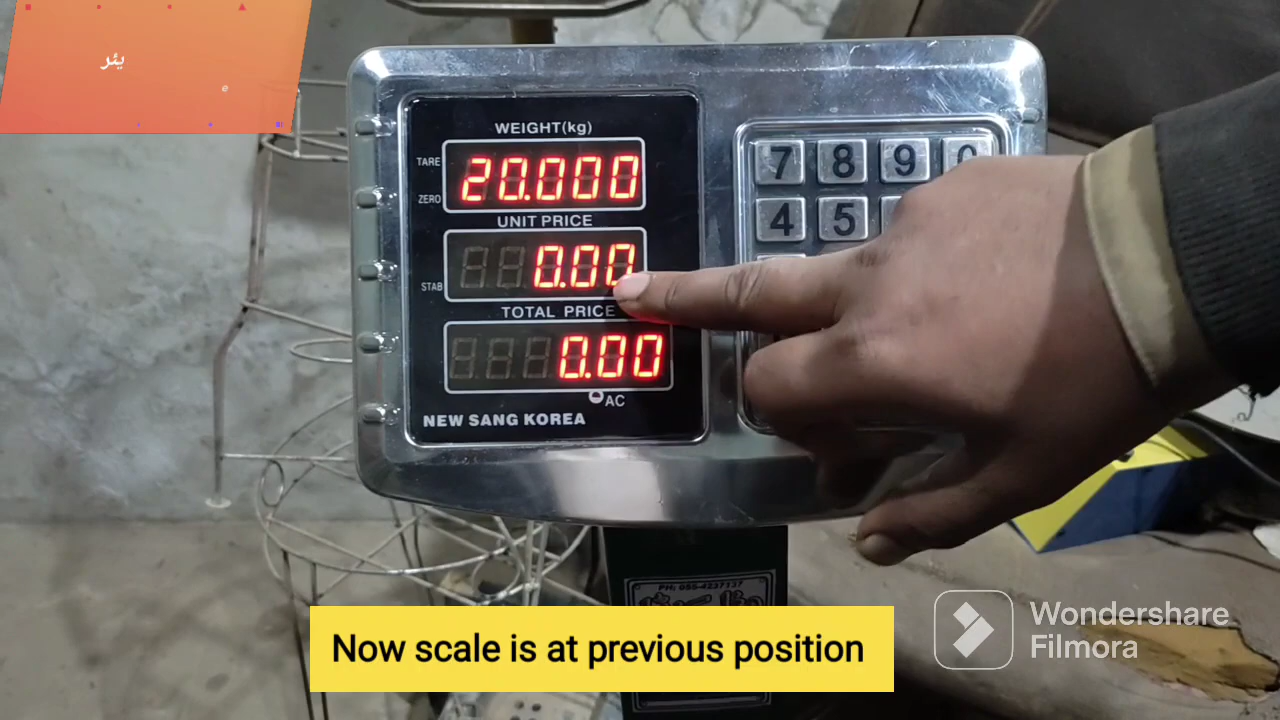 یئر
e
WEIGHT(kg)
TARE
20.000
ZERO
UNIT PRICE
0.00
STAB
TOTAL PRICE
0.00
AC
NEW SANG KOREA
7 8 9
4 5
Now scale is at previous position
Wondershare
Filmora